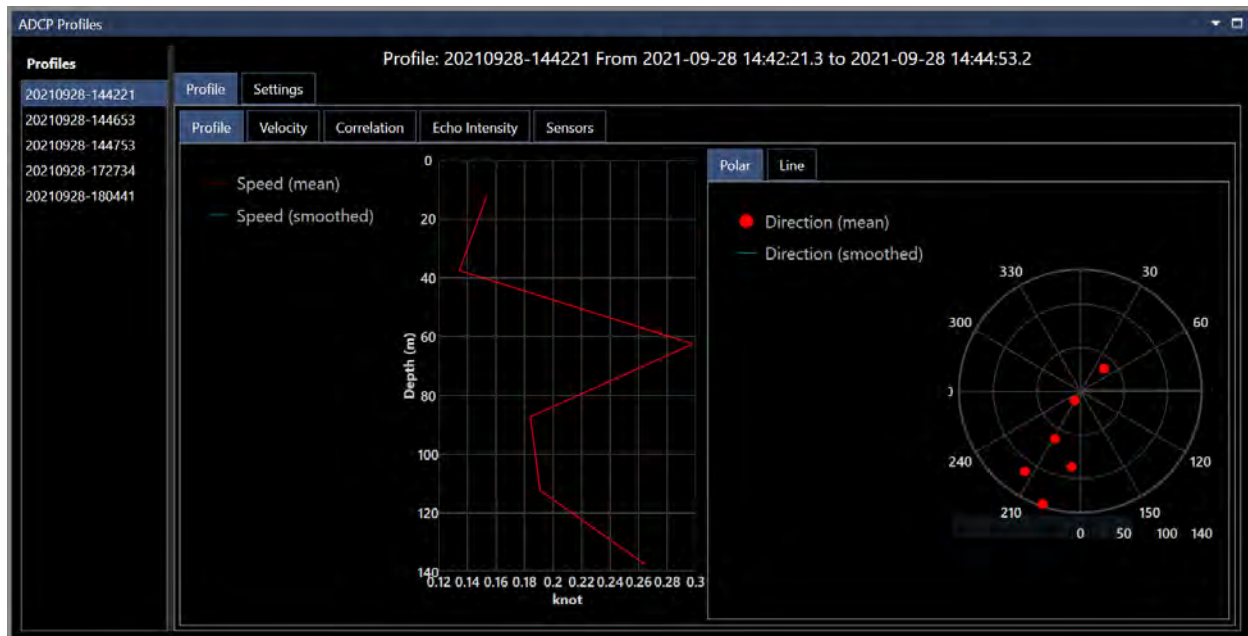 ADCP Profiles
Profiles
Profile: 20210928-144221 From 2021-09-28 14:42:21.3 to 2021-09-28 14:44:53.2
20210928-144221
20210928-144653
20210928-144753
20210928-172734
20210928-180441
Profile Settings
Profile Velocity Correlation Echo Intensity Sensors
Speed (mean)
Speed (smoothed)
0
20
40
60
80
100
120
140
Depth (m)
0.12 0.14 0.16 0.18 0.2 0.22 0.24 0.26 0.28 0.3
knot
Polar Line
Direction (mean)
Direction (smoothed)
330 30
300 60
240 120
210 150
0 50 100 140